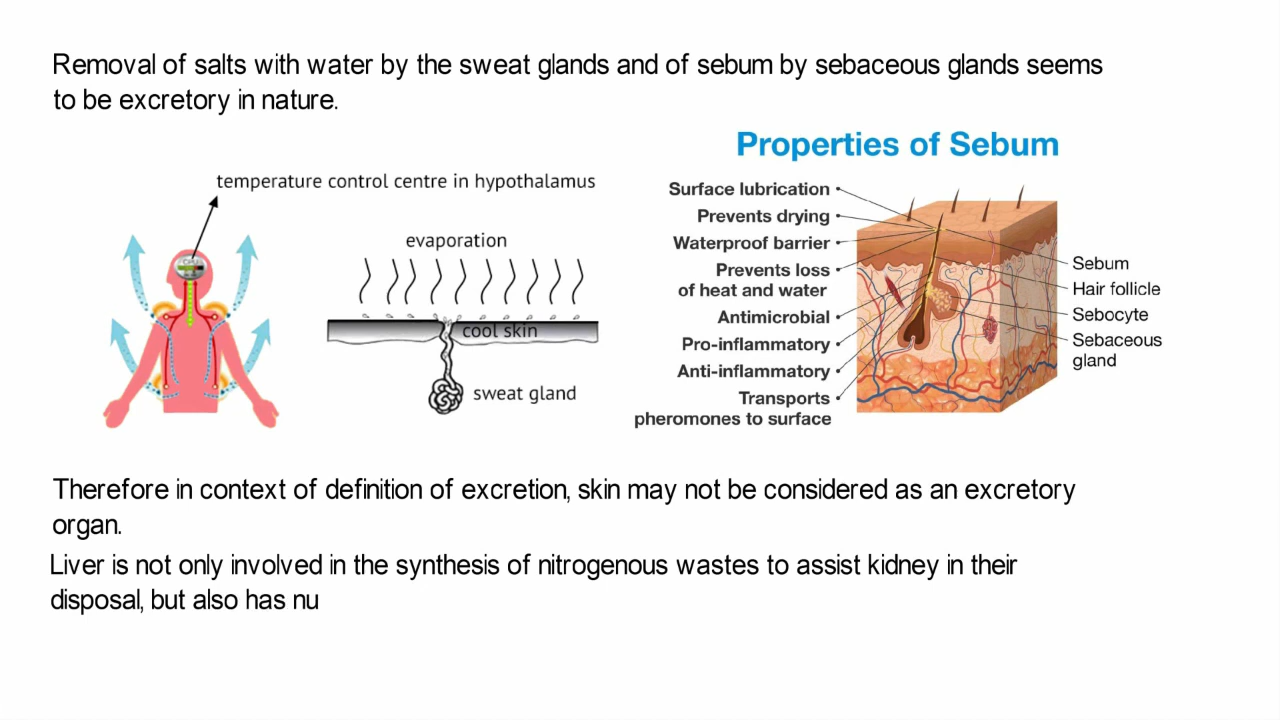 Removal of salts with water by the sweat glands and of sebum by sebaceous glands seems
to be excretory in nature.
temperature control centre in hypothalamus
evaporation
cool skin
sweat gland
Properties of Sebum
Surface lubrication
Prevents drying
Waterproof barrier
Prevents loss
of heat and water
Antimicrobial
Pro-inflammatory
Anti-inflammatory
Transports
pheromones to surface
Sebum
Hair follicle
Sebocyte
Sebaceous
gland
Therefore in context of definition of excretion, skin may not be considered as an excretory
organ.
Liver is not only involved in the synthesis of nitrogenous wastes to assist kidney in their
disposal, but also has nu